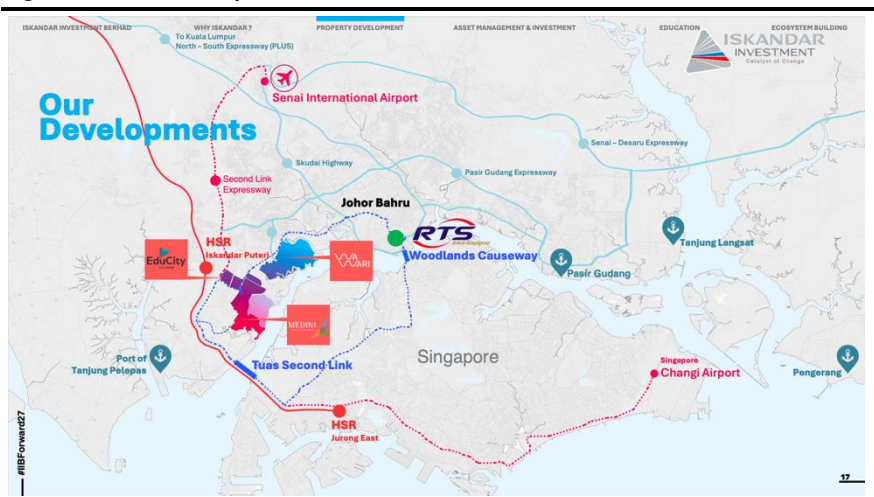 ISKANDAR INVESTMENT BERHAD
WHY ISKANDAR ?
PROPERTY DEVELOPMENT
ASSET MANAGEMENT & INVESTMENT
EDUCATION
ECOSYSTEM BUILDING
ISKANDAR
INVESTMENT
Catalyst of Change
To Kuala Lumpur
North – South Expressway (PLUS)
Our
Developments
Senai International Airport
Senai – Desaru Expressway
Skudai Highway
Pasir Gudang Expressway
Second Link
Expressway
Johor Bahru
RTS
Woodlands Causeway
Tanjung Langsat
Pasir Gudang
HSR
Iskandar Puteri
EduCity
MEDINI
Port of
Tanjung Pelepas
Tuas Second Link
Singapore
Singapore
Changi Airport
Pengerang
HSR
Jurong East
#IIBForward27
17